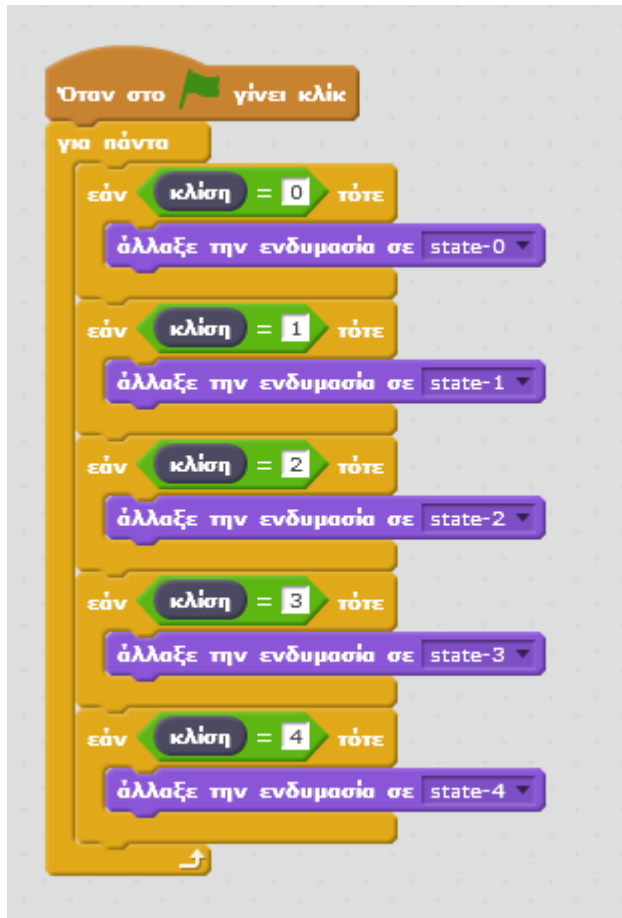 Όταν στο γίνει κλίκ
για πάντα
εάν κλίση = 0 τότε
άλλαξε την ενδυμασία σε state-0
εάν κλίση = 1 τότε
άλλαξε την ενδυμασία σε state-1
εάν κλίση = 2 τότε
άλλαξε την ενδυμασία σε state-2
εάν κλίση = 3 τότε
άλλαξε την ενδυμασία σε state-3
εάν κλίση = 4 τότε
άλλαξε την ενδυμασία σε state-4